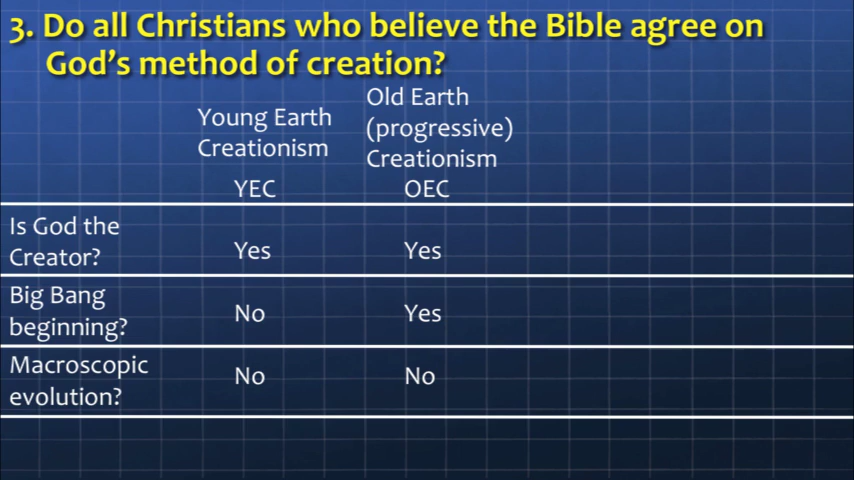 3. Do all Christians who believe the Bible agree on
God's method of creation?
Young Earth
Creationism
YEC
Old Earth
(progressive)
Creationism
OEC
Is God the
Creator?
Yes
Yes
Big Bang
beginning?
No
Yes
Macroscopic
evolution?
No
No